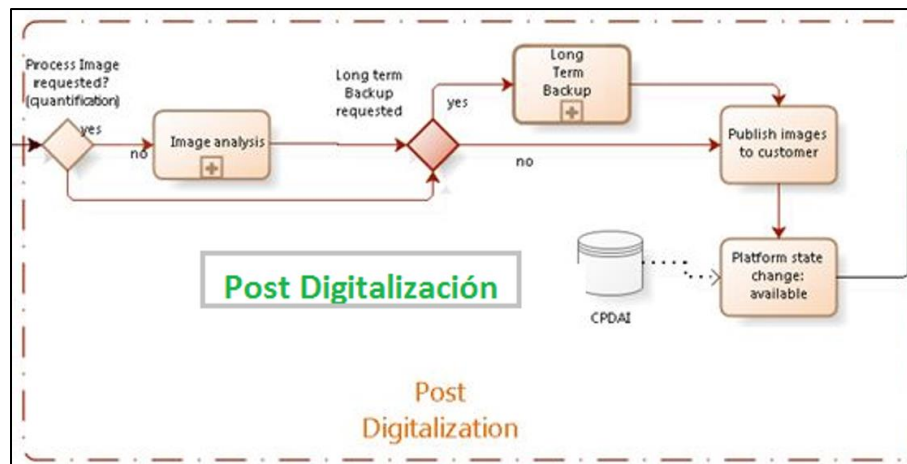 Process Image
requested?
(quantification)
yes
no
Image analysis
Long term
Backup
requested
yes
no
Long
Term
Backup
Publish images
to customer
Platform state
change:
available
CPDAI
Post Digitalización
Post
Digitalization